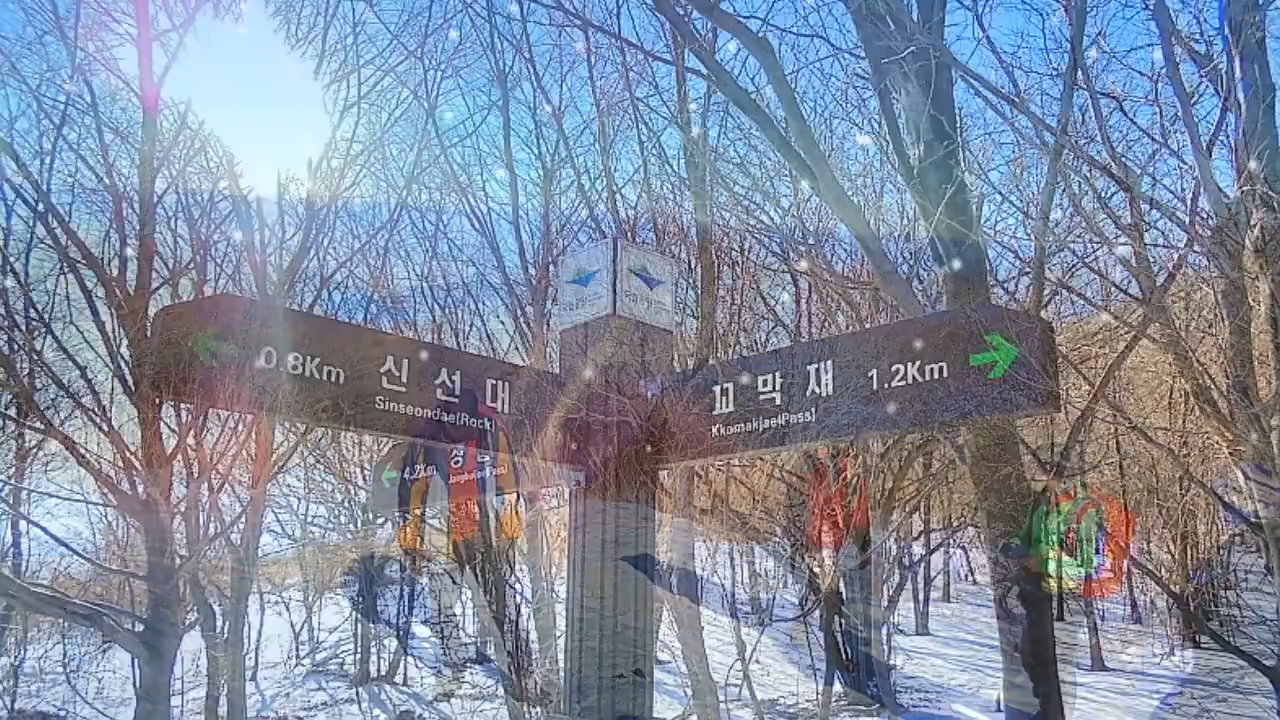 0.8Km 신선대
Sinseondae(Rock)
꼬막재 1.2Km
Kkomakjae(Pass)
4.2Km